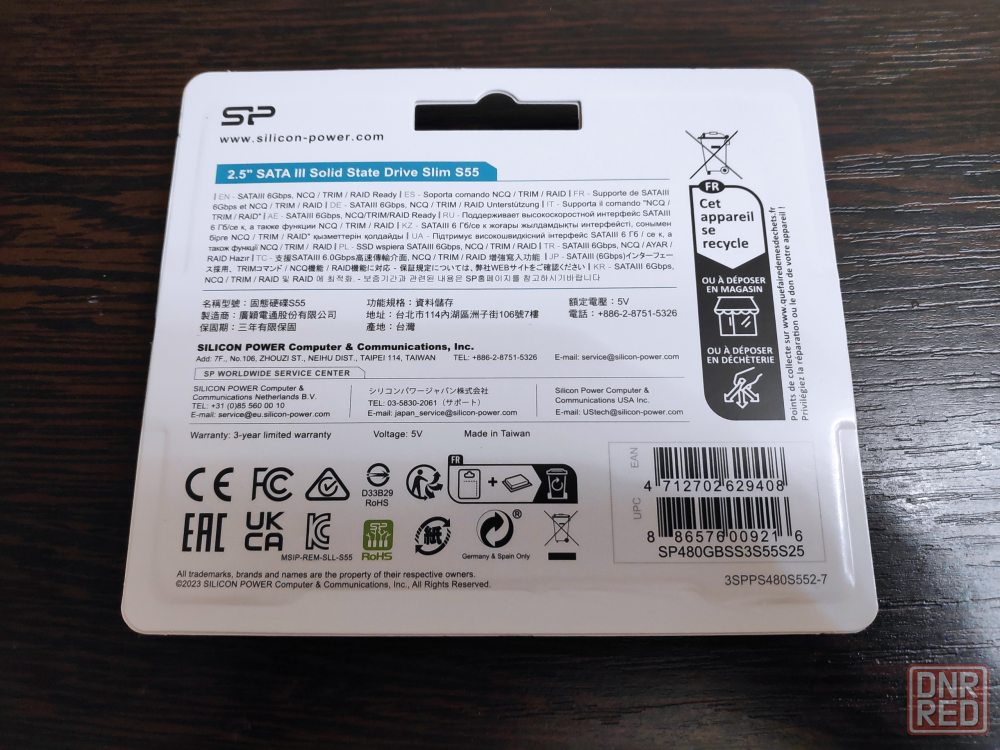 SP
www.silicon-power.com
2.5" SATA III Solid State Drive Slim S55
| EN - SATAIII 6Gbps, NCQ / TRIM / RAID Ready | ES - Soporta comando NCQ / TRIM / RAID | FR - Supporte de SATAIII
6Gbps et NCQ / TRIM / RAID | DE - SATAIII 6Gbps, NCQ / TRIM / RAID Unterstützung | IT - Supporta il comando "NCQ /
TRIM / RAID" | AE - SATAIII 6Gbps, NCQ/TRIM/RAID Ready | RU - Поддерживает высокоскоростной интерфейс SATAIII
6 Гб/се к, а также функции NCQ / TRIM / RAID | KZ - SATAIII 6 Гб/се к жоғары жылдамдықты интерфейсті, сонымен
бірге NCQ / TRIM / RAID" қызметтерін қолдайды | UA - Підтримує високошвидкісний інтерфейс SATAIII 6 Гб / се к, а
також функції NCQ / TRIM / RAID | PL - SSD wspiera SATAIII 6Gbps, NCQ / TRIM / RAID | TR - SATAIII 6Gbps, NCQ / AYAR /
RAID Hazır | TC - 支援SATAIII 6.0Gbps高速傳輸介面, NCQ / TRIM / RAID 增強寫入功能 | JP - SATAIII (6Gbps)インターフェー
ス採用、TRIMコマンド / NCQ機能 / RAID機能に対応 - 保証規定については、弊社WEBサイトをご確認ください | KR - SATAIII 6Gbps,
NCQ / TRIM 및 RAID 에 최적화 - 보증기간과 관련된 내용은 SP홈페이지를 참고하시기바랍니다
名稱型號：固態硬碟S55
功能規格：資料儲存
額定電壓：5V
製造商：廣穎電通股份有限公司
地址：台北市114內湖區洲子街106號7樓
電話：+886-2-8751-5326
保固期：三年有限保固
產地：台灣
SILICON POWER Computer & Communications, Inc.
Add: 7F., No.106, ZHOUZI ST., NEIHU DIST., TAIPEI 114, TAIWAN TEL: +886-2-8751-5326 E-mail: service@silicon-power.com
SP WORLDWIDE SERVICE CENTER
SILICON POWER Computer &
Communications Netherlands B.V.
TEL: +31 (0)85 560 00 10
E-mail: service@eu.silicon-power.com
シリコンパワージャパン株式会社
TEL: 03-5830-2061（サポート）
E-mail: japan_service@silicon-power.com
Silicon Power Computer &
Communications USA Inc.
E-mail: UStech@silicon-power.com
Warranty: 3-year limited warranty Voltage: 5V Made in Taiwan
FR
Cet
appareil
se
recycle
OU À DÉPOSER
EN MAGASIN
OU À DÉPOSER
EN DÉCHÈTERIE
Points de collecte sur www.quefairedemesdechets.fr
Privilégiez la réparation ou le don de votre appareil !
CE
FC
D33B29
RoHS
FR
EAC
UK
CA
MSIP-REM-SLL-S55
SP
RoHS
紙
®
Germany & Spain Only
EAN
4 712702 629408
UPC
8 86576 00921 6
SP480GBSS3S55S25
All trademarks, brands and names are the property of their respective owners.
©2023 SILICON POWER Computer & Communications, Inc., All Rights Reserved.
3SPPS480S552-7
DNR
RED